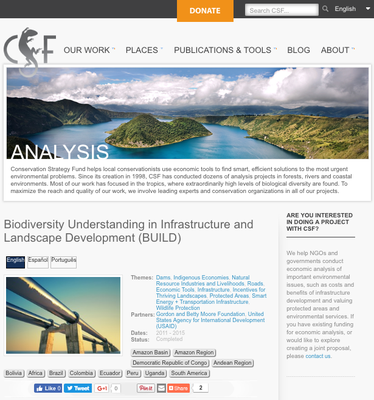 DONATE
Search CSF...
English
CSF
OUR WORK
PLACES
PUBLICATIONS & TOOLS
BLOG
ABOUT
ANALYSIS
Conservation Strategy Fund helps local conservationists use economic tools to find smart, efficient solutions to the most urgent
environmental problems. Since its creation in 1998, CSF has conducted dozens of analysis projects in forests, rivers and coastal
environments. Most of our work has focused in the tropics, where extraordinarily high levels of biological diversity are found. To
maximize the reach and quality of our work, we involve leading experts and conservation organizations in all of our projects.
Biodiversity Understanding in Infrastructure and
Landscape Development (BUILD)
English
Español
Português
Themes: Dams, Indigenous Economies, Natural
Resource Industries and Livelihoods, Roads,
Economic Tools, Infrastructure, Incentives for
Thriving Landscapes, Protected Areas, Smart
Energy + Transportation Infrastructure,
Wildlife Protection
Partners: Gordon and Betty Moore Foundation, United
States Agency for International Development
(USAID)
Dates: 2011 - 2015
Status: Completed
Amazon Basin
Amazon Region
Democratic Republic of Congo
Andean Region
Bolivia
Africa
Brazil
Colombia
Ecuador
Peru
Uganda
South America
Like 0
Tweet
G+
0
Pin it
Share
2
ARE YOU INTERESTED
IN DOING A PROJECT
WITH CSF?
We help NGOs and
governments conduct
economic analysis of
important environmental
issues, such as costs and
benefits of infrastructure
development and valuing
protected areas and
environmental services. If
you have existing funding
for economic analysis, or
would like to explore
creating a joint proposal,
please contact us.